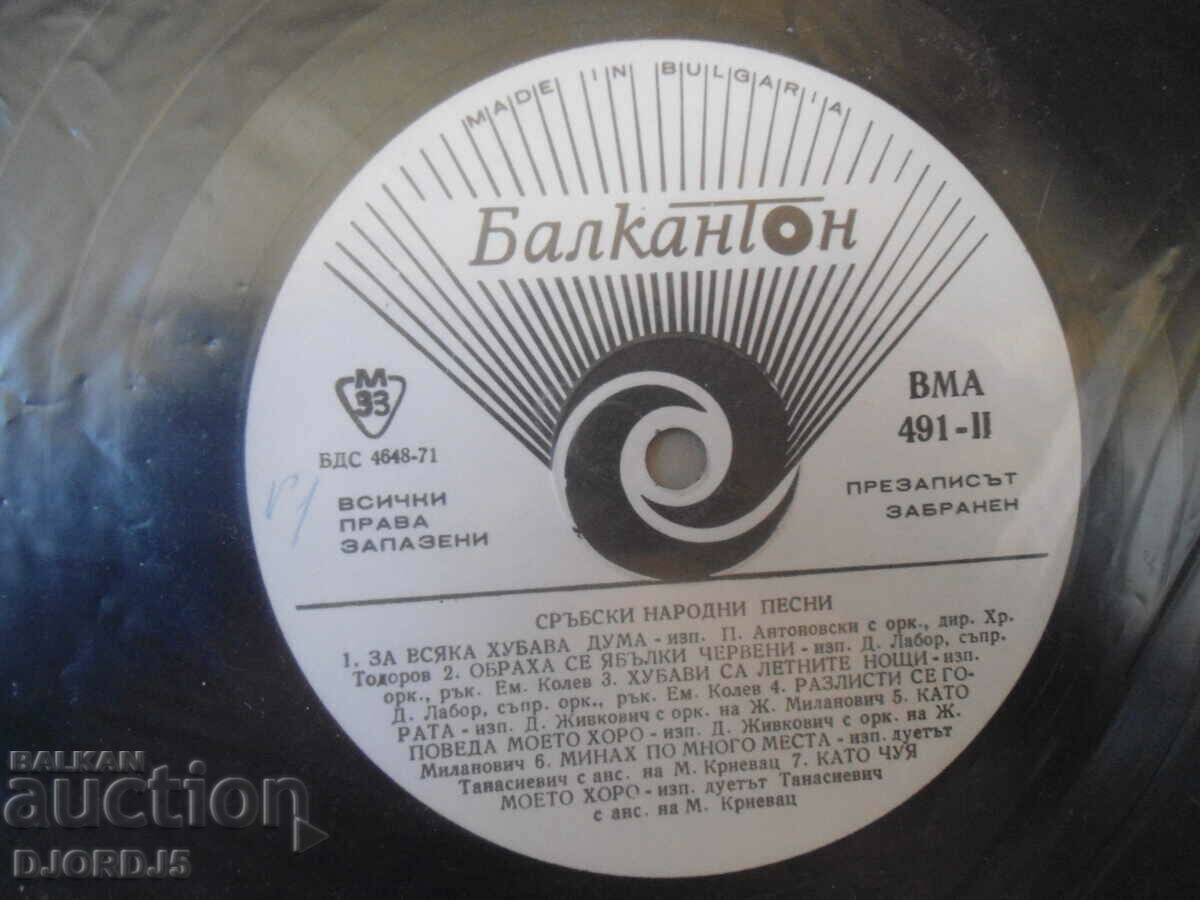 MADE IN BULGARIA
Балкантон
М
33
БДС 4648-71
ВСИЧКИ
ПРАВА
ЗАПАЗЕНИ
ВМА
491-II
ПРЕЗАПИСЪТ
ЗАБРАНЕН
СРЪБСКИ НАРОДНИ ПЕСНИ
1. ЗА ВСЯКА ХУБАВА ДУМА - изп. П. Антоновски с орк., дир. Хр.
Тодоров 2. ОБРАХА СЕ ЯБЪЛКИ ЧЕРВЕНИ - изп. Д. Лабор, съпр.
орк., рък. Ем. Колев 3. ХУБАВИ СА ЛЕТНИТЕ НОЩИ - изп.
Д. Лабор, съпр. орк., рък. Ем. Колев 4. РАЗЛИСТИ СЕ ГО-
РАТА - изп. Д. Живкович с орк. на Ж. Миланович 5. КАТО
ПОВЕДА МОЕТО ХОРО - изп. Д. Живкович с орк. на Ж.
Миланович 6. МИНАХ ПО МНОГО МЕСТА - изп. дуетът
Танасиевич с анс. на М. Крневац 7. КАТО ЧУЯ
МОЕТО ХОРО - изп. дуетът Танасиевич
с анс. на М. Крневац
BALKAN
auction
DJORDJ5